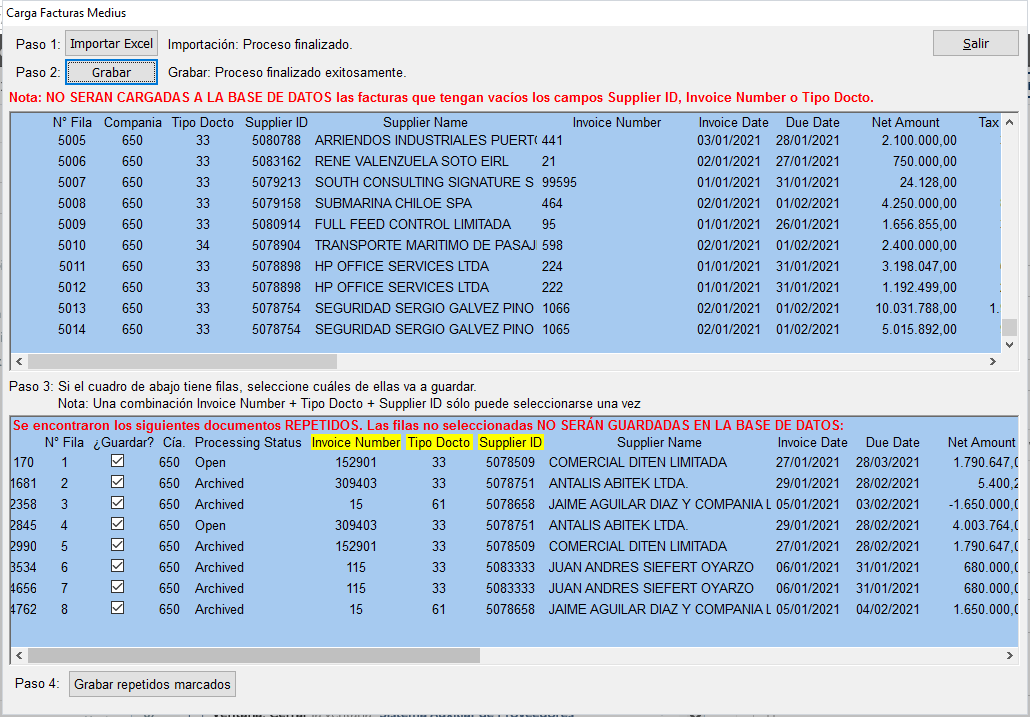 Carga Facturas Medius
Paso 1: Importar Excel Importación: Proceso finalizado. Salir
Paso 2: Grabar Grabar: Proceso finalizado exitosamente.
Nota: NO SERAN CARGADAS A LA BASE DE DATOS las facturas que tengan vacíos los campos Supplier ID, Invoice Number o Tipo Docto.
N° Fila Compania Tipo Docto Supplier ID Supplier Name Invoice Number Invoice Date Due Date Net Amount Tax
5005 650 33 5080788 ARRIENDOS INDUSTRIALES PUERT 441 03/01/2021 28/01/2021 2.100.000,00
5006 650 33 5083162 RENE VALENZUELA SOTO EIRL 21 02/01/2021 27/01/2021 750.000,00
5007 650 33 5079213 SOUTH CONSULTING SIGNATURE S 99595 01/01/2021 31/01/2021 24.128,00
5008 650 33 5079158 SUBMARINA CHILOE SPA 464 02/01/2021 01/02/2021 4.250.000,00
5009 650 33 5080914 FULL FEED CONTROL LIMITADA 95 01/01/2021 26/01/2021 1.656.855,00
5010 650 34 5078904 TRANSPORTE MARITIMO DE PASAJ 598 02/01/2021 01/02/2021 2.400.000,00
5011 650 33 5078898 HP OFFICE SERVICES LTDA 224 01/01/2021 31/01/2021 3.198.047,00
5012 650 33 5078898 HP OFFICE SERVICES LTDA 222 01/01/2021 31/01/2021 1.192.499,00
5013 650 33 5078754 SEGURIDAD SERGIO GALVEZ PINO 1066 02/01/2021 01/02/2021 10.031.788,00 1.
5014 650 33 5078754 SEGURIDAD SERGIO GALVEZ PINO 1065 02/01/2021 01/02/2021 5.015.892,00
Paso 3: Si el cuadro de abajo tiene filas, seleccione cuáles de ellas va a guardar.
Nota: Una combinación Invoice Number + Tipo Docto + Supplier ID sólo puede seleccionarse una vez
Se encontraron los siguientes documentos REPETIDOS. Las filas no seleccionadas NO SERÁN GUARDADAS EN LA BASE DE DATOS:
N° Fila ¿Guardar? Cía. Processing Status Invoice Number Tipo Docto Supplier ID Supplier Name Invoice Date Due Date Net Amount
170 1 650 Open 152901 33 5078509 COMERCIAL DITEN LIMITADA 27/01/2021 28/03/2021 1.790.647,0
1681 2 650 Archived 309403 33 5078751 ANTALIS ABITEK LTDA. 29/01/2021 28/02/2021 5.400,2
2358 3 650 Archived 15 61 5078658 JAIME AGUILAR DIAZ Y COMPANIA L 05/01/2021 03/02/2021 -1.650.000,0
2845 4 650 Open 309403 33 5078751 ANTALIS ABITEK LTDA. 29/01/2021 28/02/2021 4.003.764,0
2990 5 650 Archived 152901 33 5078509 COMERCIAL DITEN LIMITADA 27/01/2021 28/02/2021 1.790.647,0
3534 6 650 Archived 115 33 5083333 JUAN ANDRES SIEFERT OYARZO 06/01/2021 31/01/2021 680.000,0
4656 7 650 Archived 115 33 5083333 JUAN ANDRES SIEFERT OYARZO 06/01/2021 31/01/2021 680.000,0
4762 8 650 Archived 15 61 5078658 JAIME AGUILAR DIAZ Y COMPANIA L 05/01/2021 04/02/2021 1.650.000,0
Paso 4: Grabar repetidos marcados